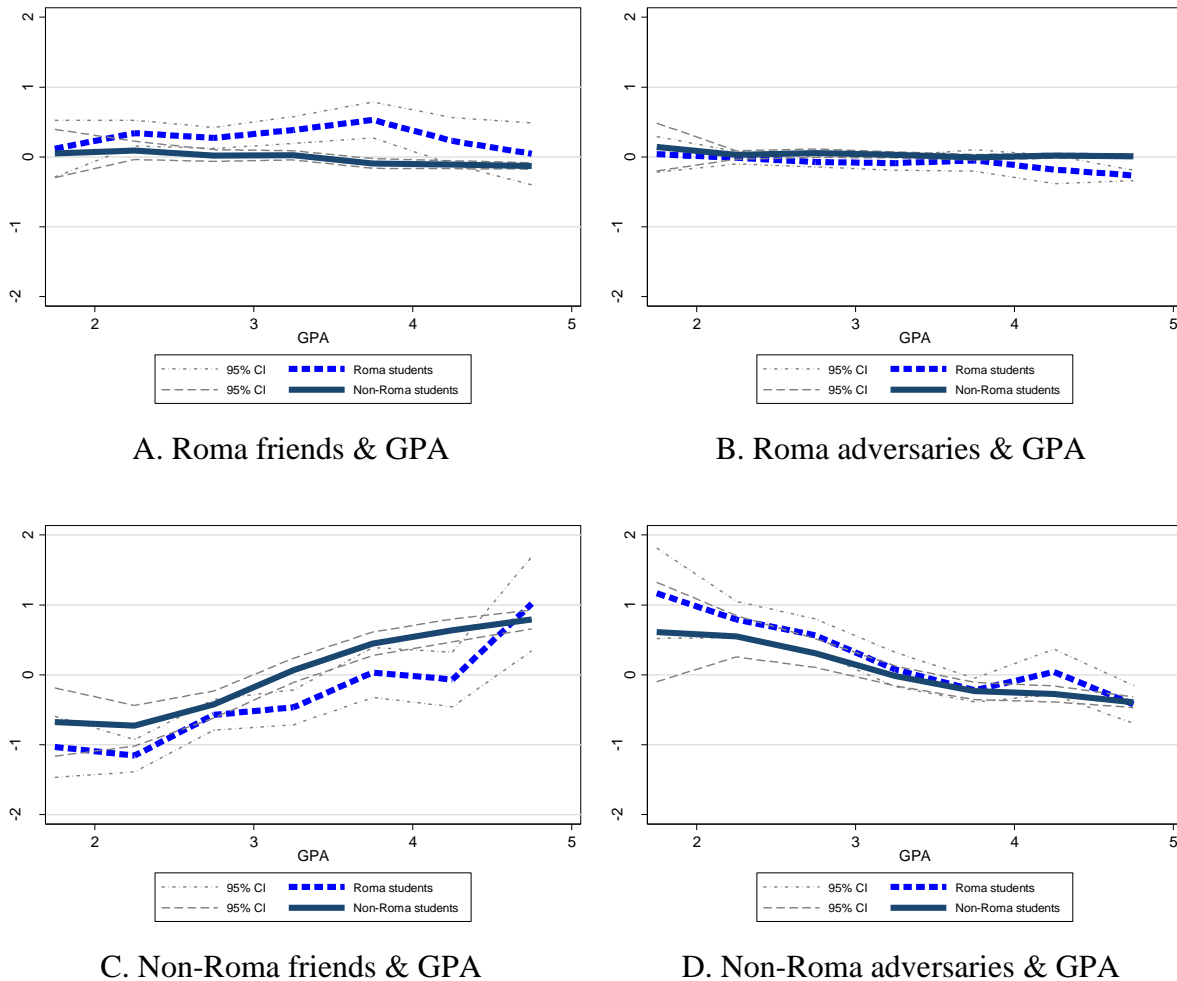 2
1
0
-1
-2
2 3 4 5
GPA
95% CI Roma students
95% CI Non-Roma students
A. Roma friends & GPA
2
1
0
-1
-2
2 3 4 5
GPA
95% CI Roma students
95% CI Non-Roma students
B. Roma adversaries & GPA
2
1
0
-1
-2
2 3 4 5
GPA
95% CI Roma students
95% CI Non-Roma students
C. Non-Roma friends & GPA
2
1
0
-1
-2
2 3 4 5
GPA
95% CI Roma students
95% CI Non-Roma students
D. Non-Roma adversaries & GPA